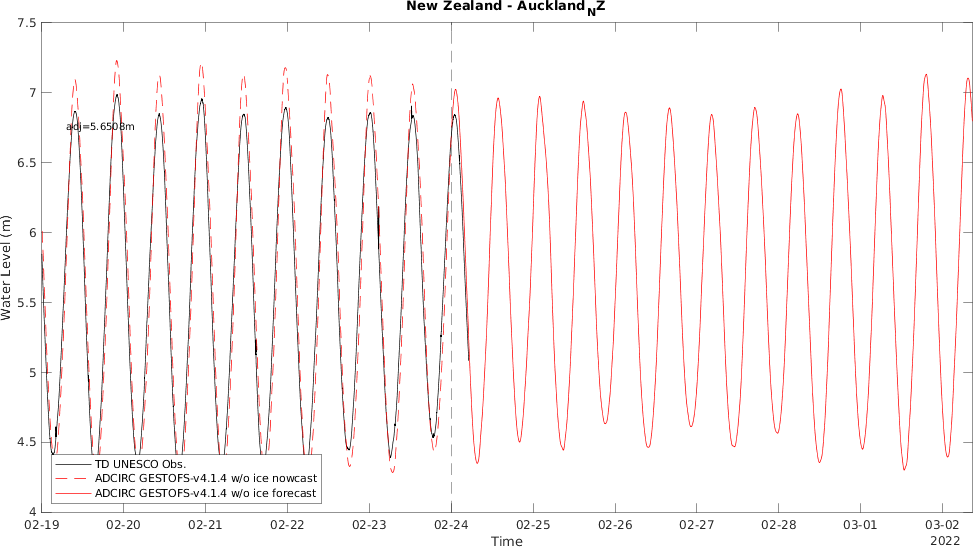 New Zealand - Auckland_NZ
7.5
7
6.5
6
5.5
5
4.5
4
Water Level (m)
adj=5.6508m
TD UNESCO Obs.
ADCIRC GESTOFS-v4.1.4 w/o ice nowcast
ADCIRC GESTOFS-v4.1.4 w/o ice forecast
02-19 02-20 02-21 02-22 02-23 02-24 02-25 02-26 02-27 02-28 03-01 03-02
Time
2022